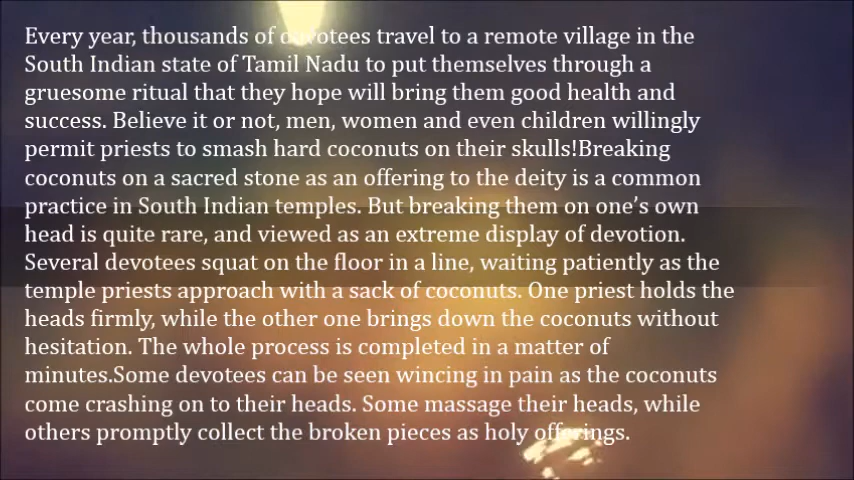 Every year, thousands of devotees travel to a remote village in the
South Indian state of Tamil Nadu to put themselves through a
gruesome ritual that they hope will bring them good health and
success. Believe it or not, men, women and even children willingly
permit priests to smash hard coconuts on their skulls!Breaking
coconuts on a sacred stone as an offering to the deity is a common
practice in South Indian temples. But breaking them on one’s own
head is quite rare, and viewed as an extreme display of devotion.
Several devotees squat on the floor in a line, waiting patiently as the
temple priests approach with a sack of coconuts. One priest holds the
heads firmly, while the other one brings down the coconuts without
hesitation. The whole process is completed in a matter of
minutes.Some devotees can be seen wincing in pain as the coconuts
come crashing on to their heads. Some massage their heads, while
others promptly collect the broken pieces as holy offerings.